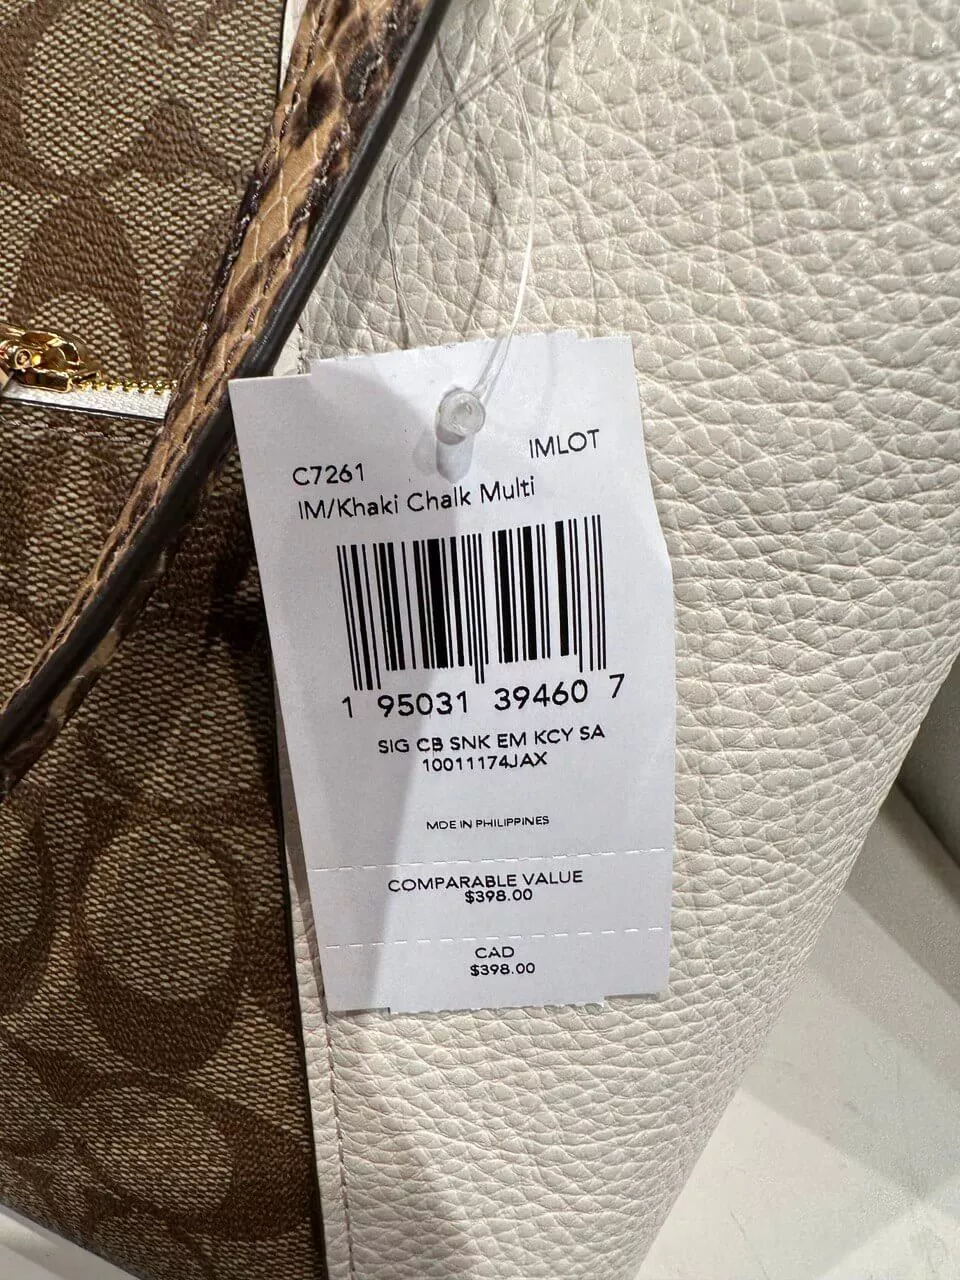 IMLOT
C7261
IM/Khaki Chalk Multi
1 95031 39460 7
SIG CB SNK EM KCY SA
10011174JAX
MDE IN PHILIPPINES
COMPARABLE VALUE
$398.00
CAD
$398.00